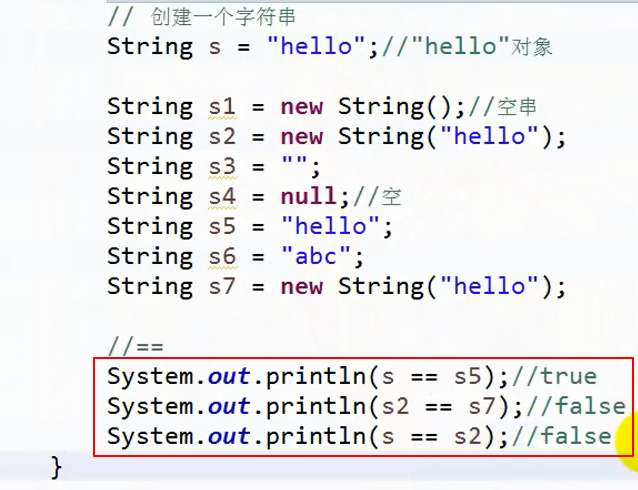 // 创建一个字符串
String s = "hello";//"hello"对象
String s1 = new String();//空串
String s2 = new String("hello");
String s3 = "";
String s4 = null;//空
String s5 = "hello";
String s6 = "abc";
String s7 = new String("hello");
//==
System.out.println(s == s5);//true
System.out.println(s2 == s7);//false
System.out.println(s == s2);//false
}